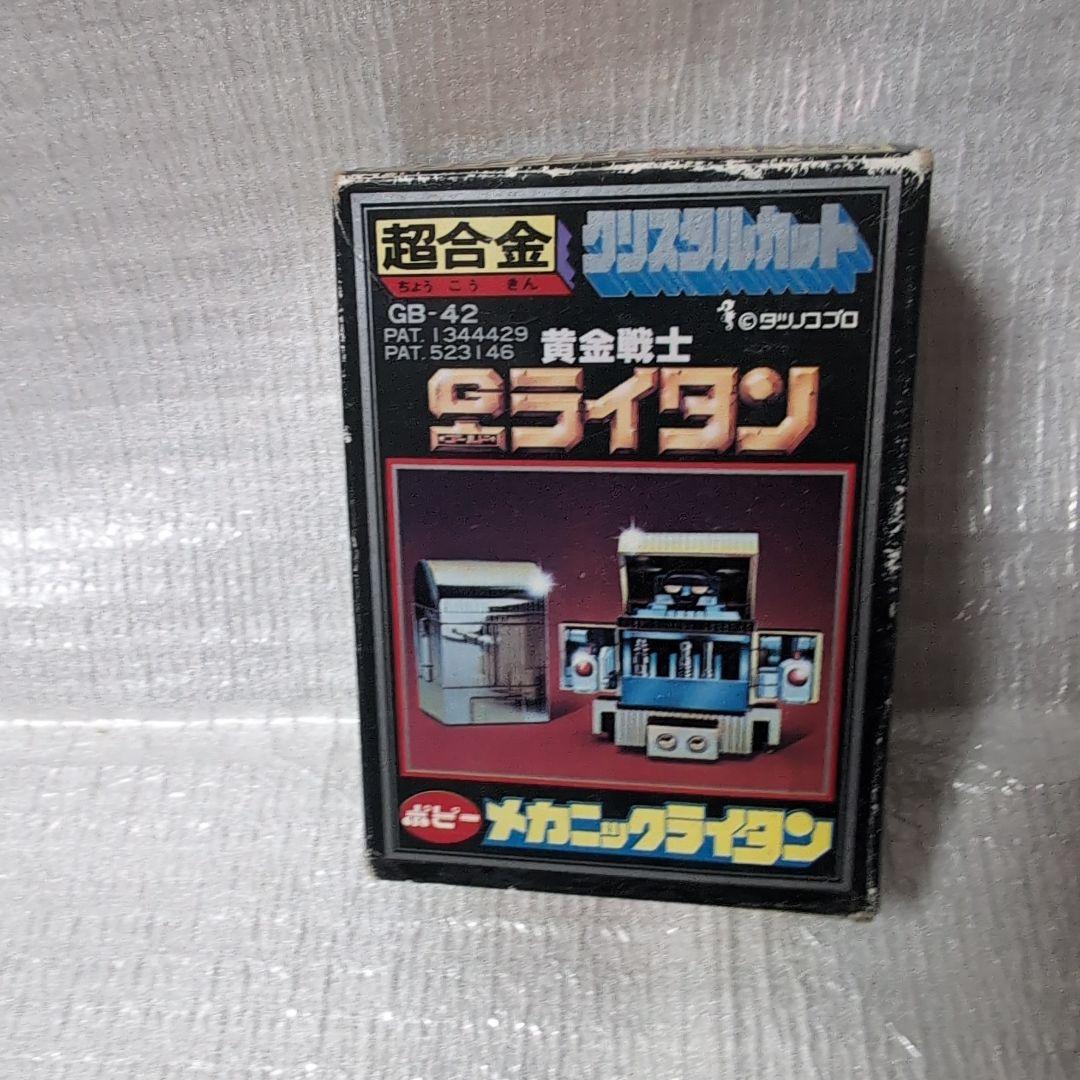 超合金
ちょうこうきん
クリスタルカット
GB-42
PAT.1344429
PAT.523146
©タツノコプロ
黄金戦士
Gライタン
ゴールド
ポピー
メカニックライタン